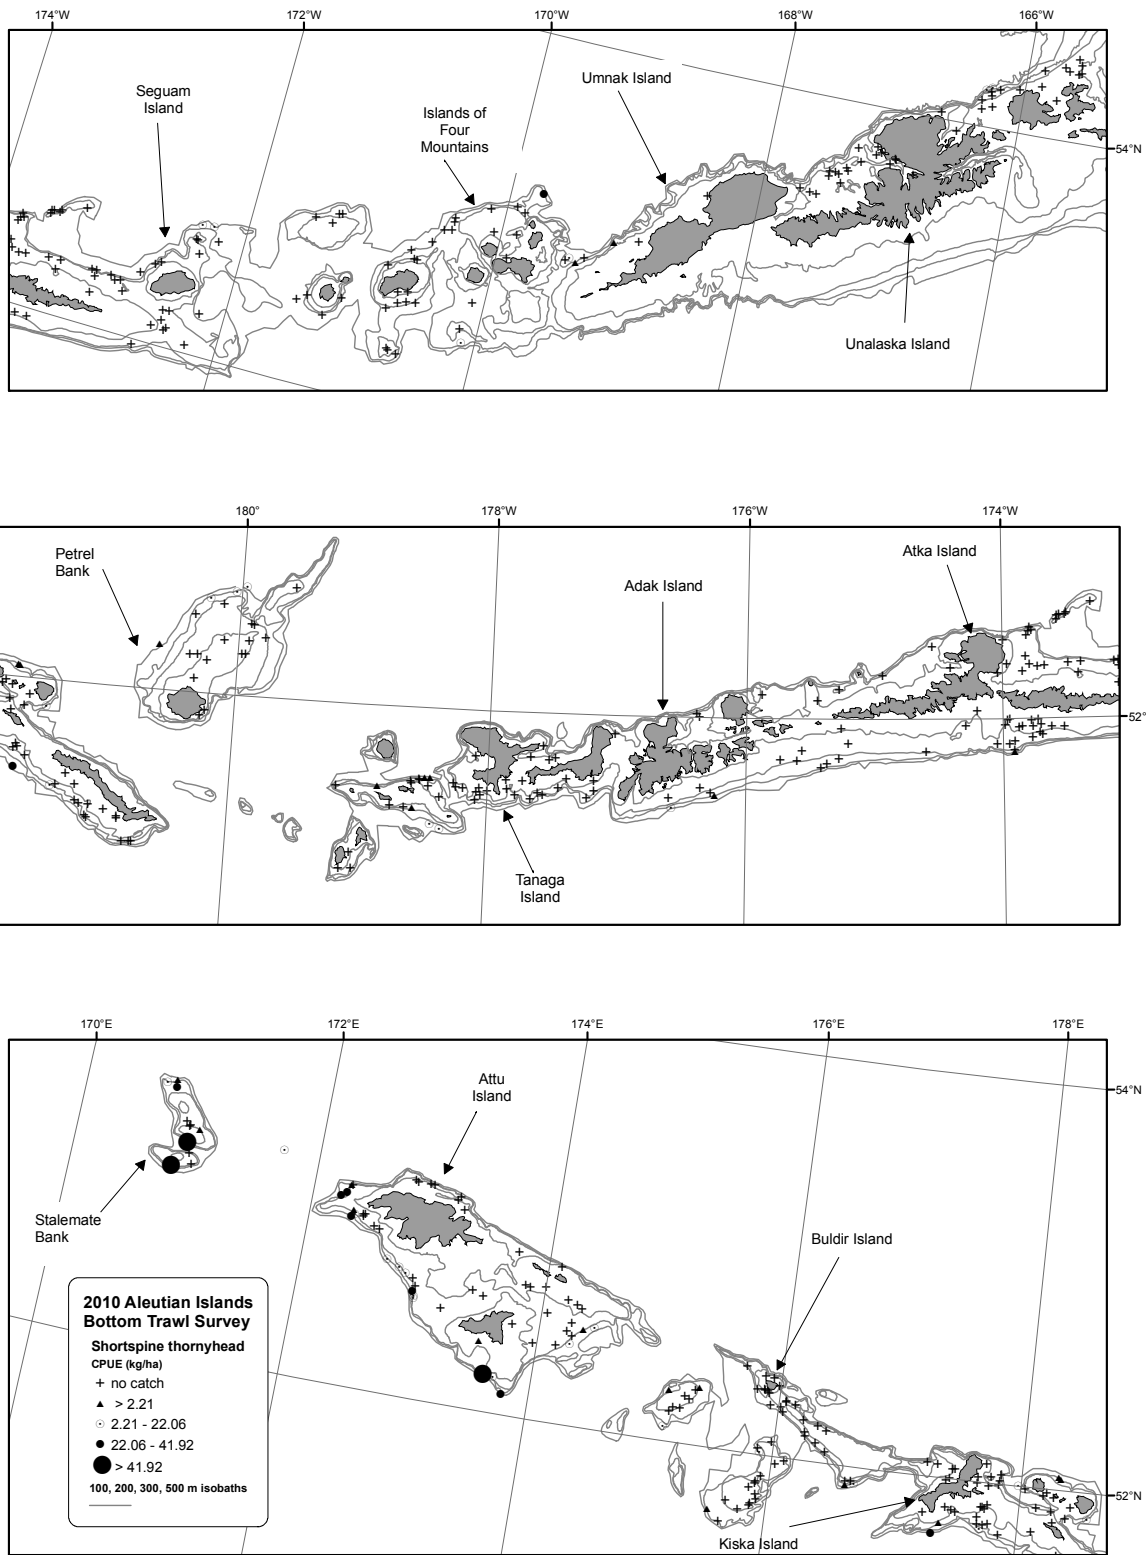 174°W 172°W 170°W 168°W 166°W
Seguam
Island
Islands of
Four
Mountains
Umnak Island
54°N
Unalaska Island
180° 178°W 176°W 174°W
Petrel
Bank
Adak Island
Atka Island
52°
Tanaga
Island
170°E 172°E 174°E 176°E 178°E
Attu
Island
54°N
Stalemate
Bank
Buldir Island
2010 Aleutian Islands
Bottom Trawl Survey
Shortspine thornyhead
CPUE (kg/ha)
no catch
> 2.21
2.21 - 22.06
22.06 - 41.92
> 41.92
100, 200, 300, 500 m isobaths
52°N
Kiska Island